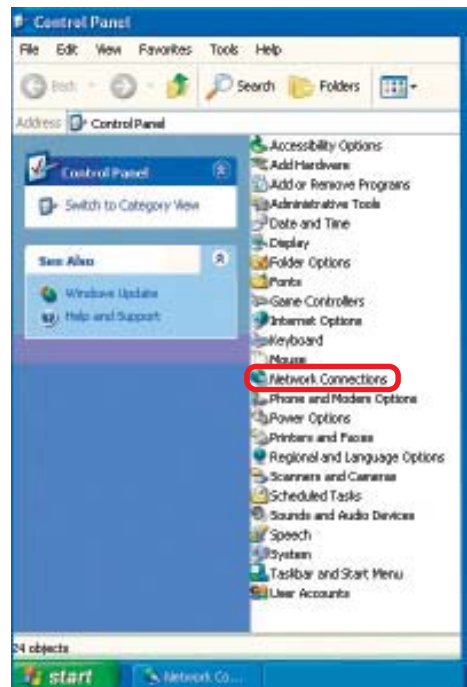 Control Panel
File Edit View Favorites Tools Help
Back Search Folders
Address Control Panel
Control Panel
Switch to Category View
See Also
Windows Update
Help and Support
Accessibility Options
Add Hardware
Add or Remove Programs
Administrative Tools
Date and Time
Display
Folder Options
Fonts
Game Controllers
Internet Options
Keyboard
Mouse
Network Connections
Phone and Modem Options
Power Options
Printers and Faxes
Regional and Language Options
Scanners and Cameras
Scheduled Tasks
Sounds and Audio Devices
Speech
System
Taskbar and Start Menu
User Accounts
24 objects
start Network Co...